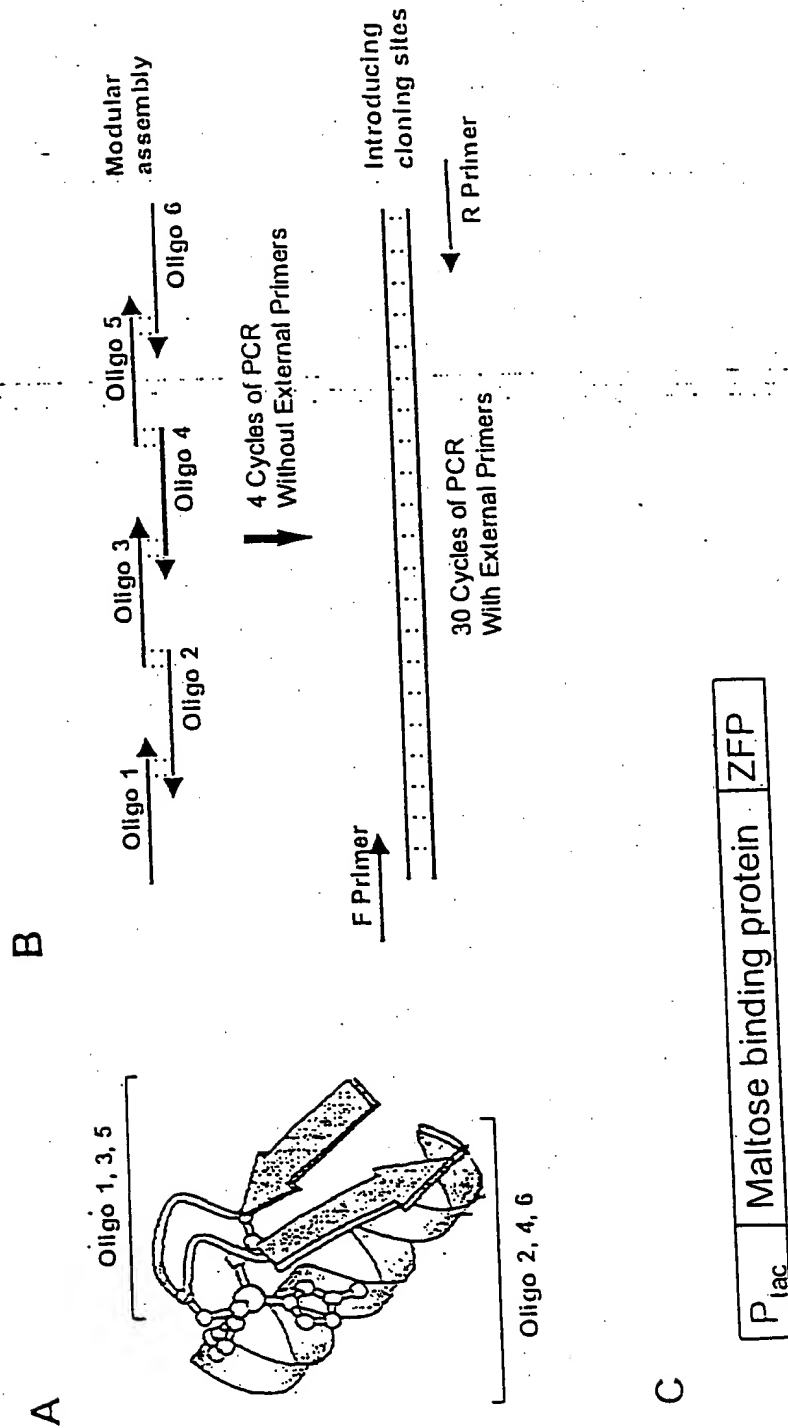 A
Oligo 1, 3, 5
Oligo 2, 4, 6
B
Oligo 1
Oligo 2
Oligo 3
Oligo 4
Oligo 5
Oligo 6
Modular
assembly
4 Cycles of PCR
Without External Primers
F Primer
Introducing
cloning sites
R Primer
30 Cycles of PCR
With External Primers
C
P tac
Maltose binding protein
ZFP